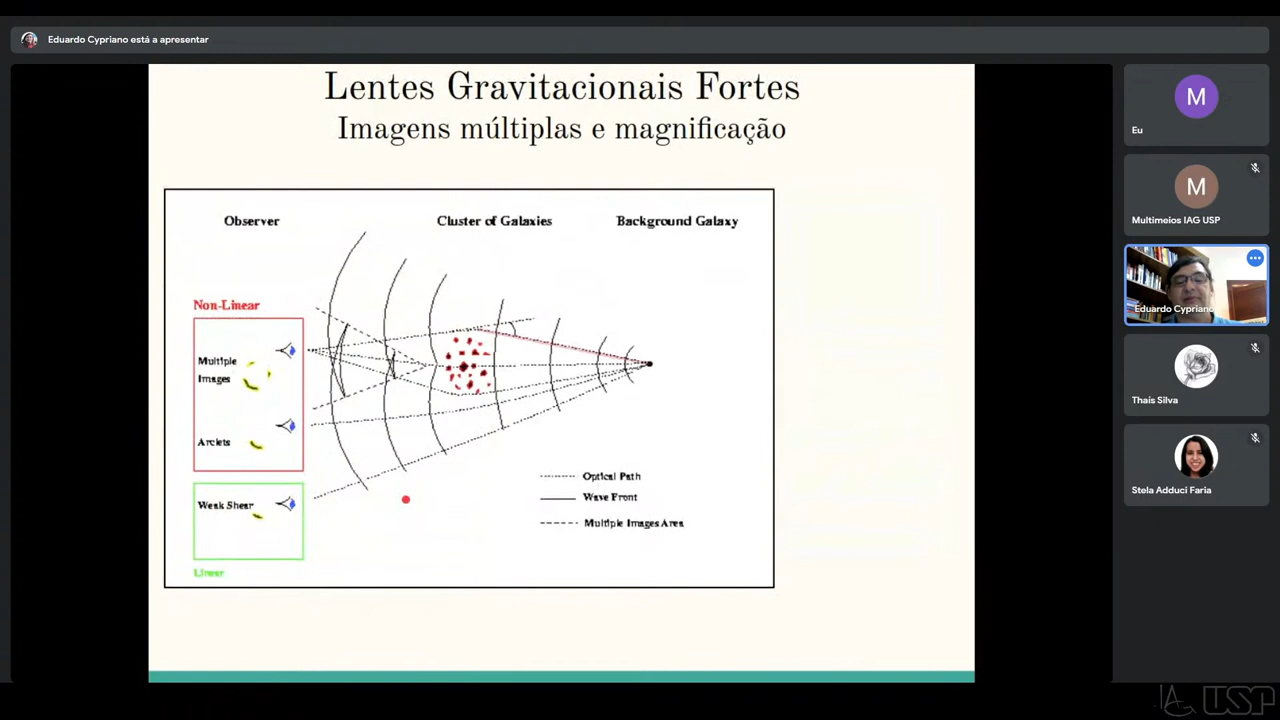 Eduardo Cypriano está a apresentar
Lentes Gravitacionais Fortes
Imagens múltiplas e magnificação
Observer
Cluster of Galaxies
Background Galaxy
Non-Linear
Multiple
Images
Arclets
Weak Shear
Linear
Optical Path
Wave Front
Multiple Images Area
M
Eu
M
Multimeios IAG USP
Eduardo Cypriano
Thais Silva
Stela Adduci Faria
USP